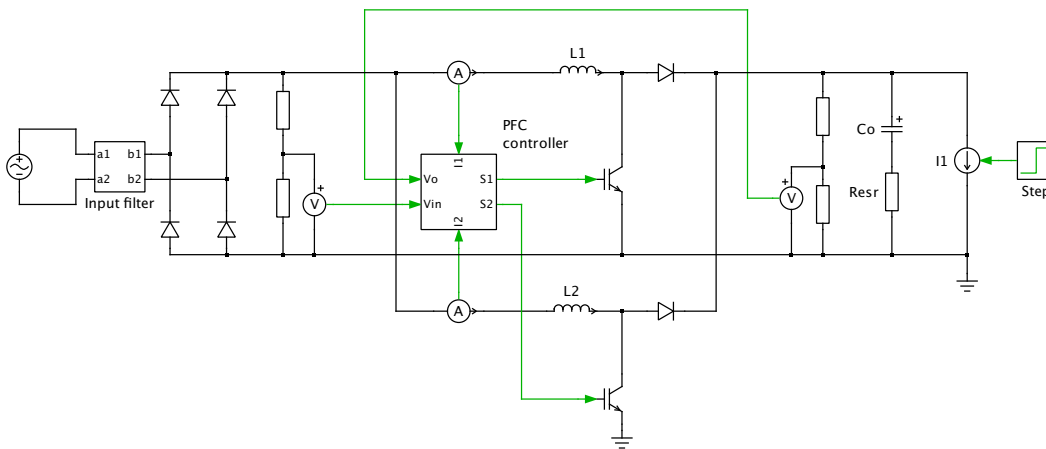 L1
A
PFC
controller
a1
b1
a2
b2
Input filter
V
I1
Vo
S1
Vin
S2
I2
Co
Resr
V
I1
Step
L2
A